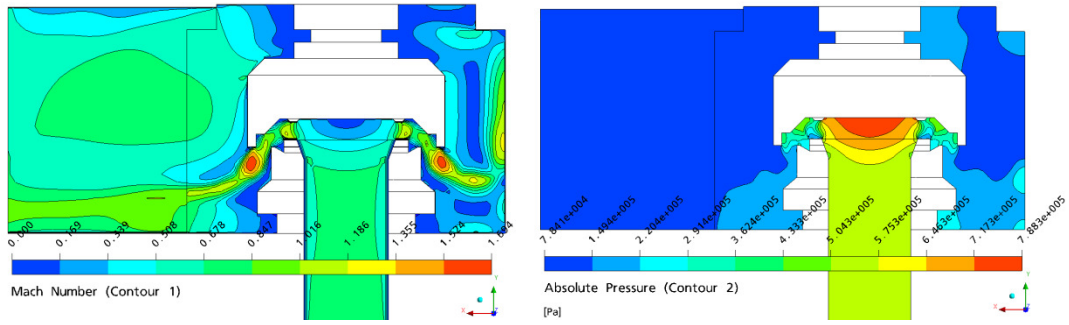 0.000 0.169 0.339 0.508 0.678 0.847 1.016 1.186 1.355 1.524 1.694
Mach Number (Contour 1)
Y
X
Z
7.841e+004 1.494e+005 2.204e+005 2.914e+005 3.624e+005 4.333e+005 5.043e+005 5.753e+005 6.463e+005 7.173e+005 7.883e+005
Absolute Pressure (Contour 2)
[Pa]
Y
X
Z